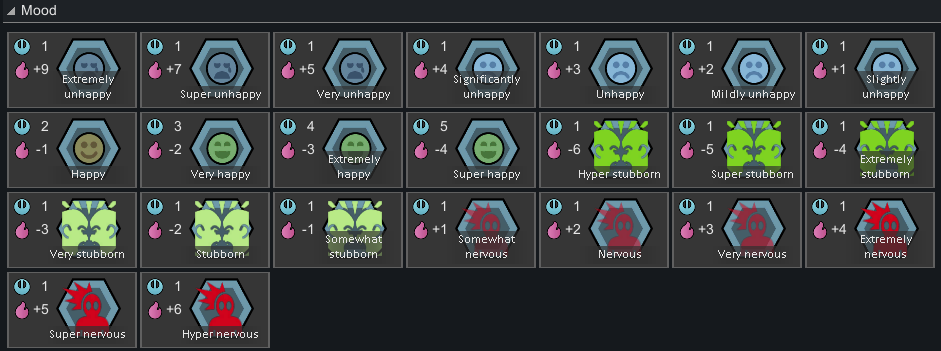 Mood
1
+9
Extremely
unhappy
1
+7
Super unhappy
1
+5
Very unhappy
1
+4
Significantly
unhappy
1
+3
Unhappy
1
+2
Mildly unhappy
1
+1
Slightly
unhappy
2
-1
Happy
3
-2
Very happy
4
-3
Extremely
happy
5
-4
Super happy
1
-6
Hyper stubborn
1
-5
Super stubborn
1
-4
Extremely
stubborn
1
-3
Very stubborn
1
-2
Stubborn
1
-1
Somewhat
stubborn
1
+1
Somewhat
nervous
1
+2
Nervous
1
+3
Very nervous
1
+4
Extremely
nervous
1
+5
Super nervous
1
+6
Hyper nervous